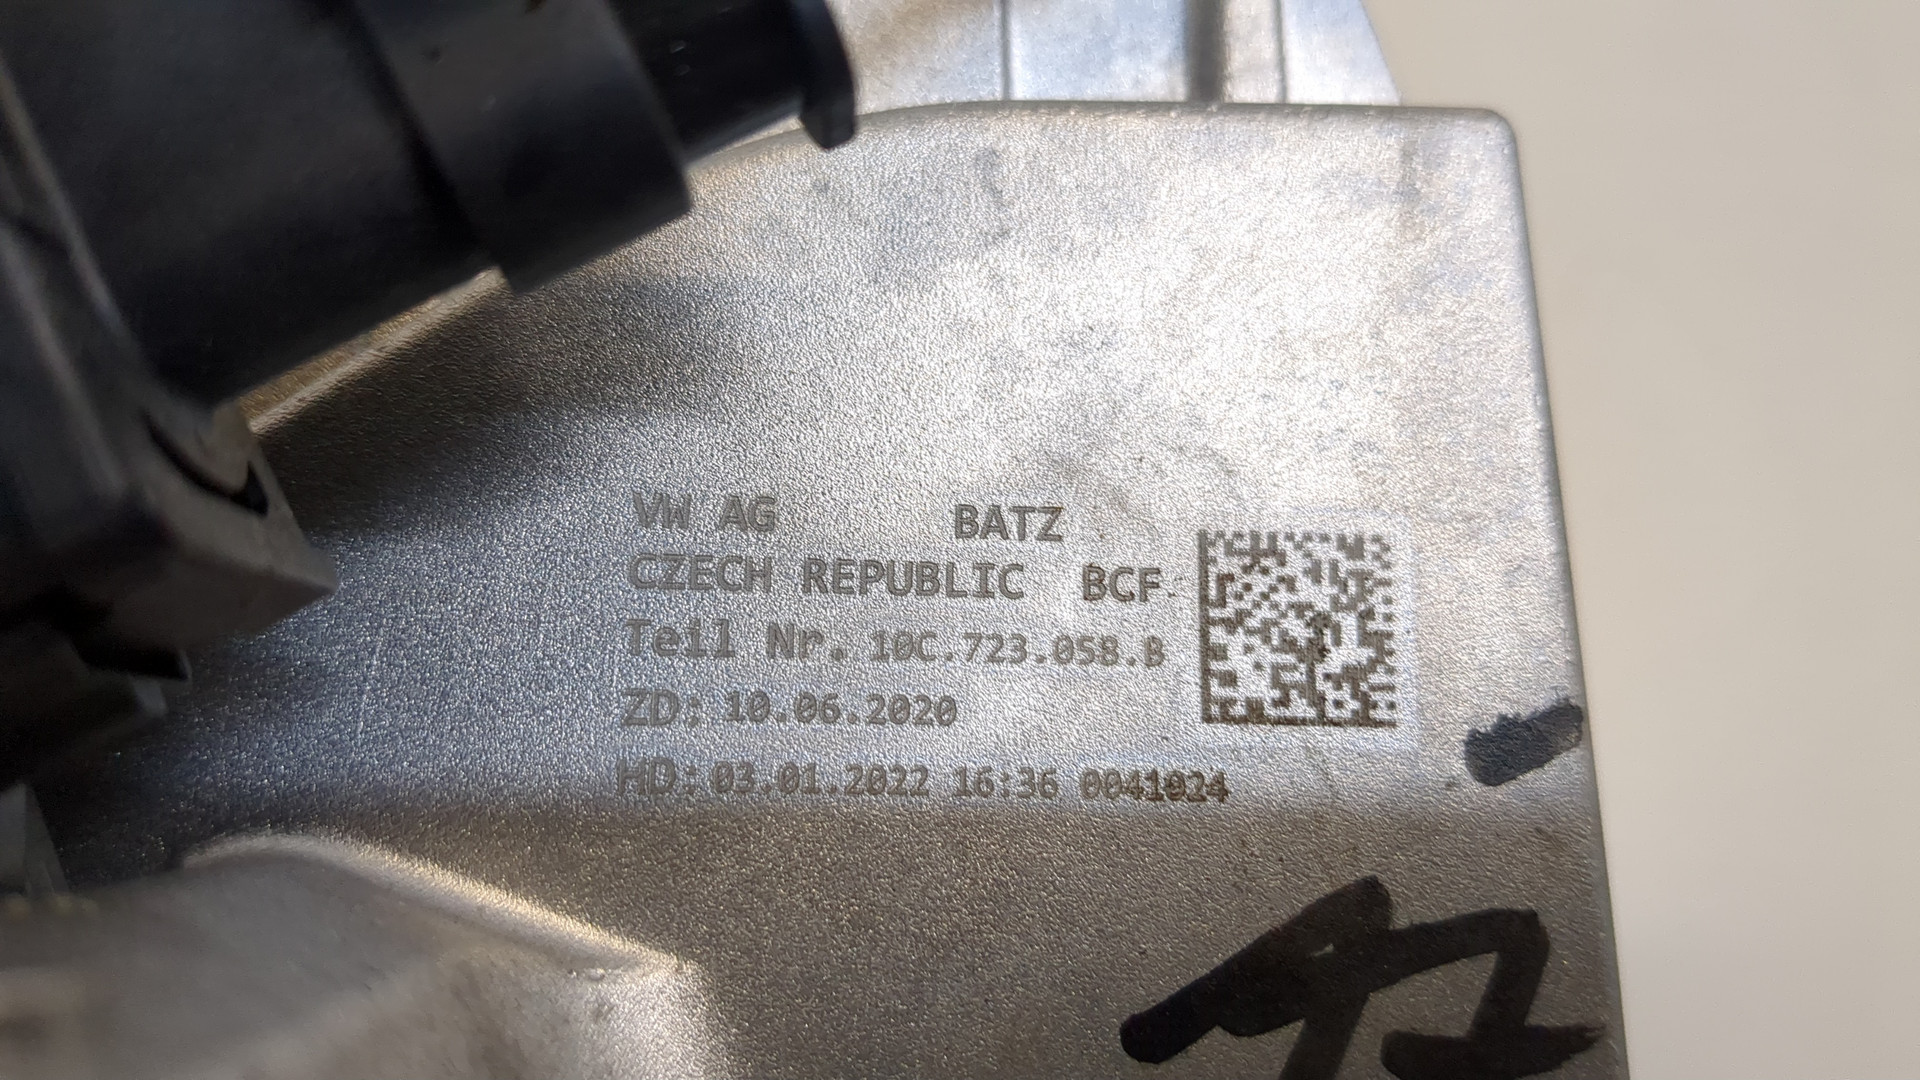 VW AG BATZ
CZECH REPUBLIC BCF
Teil Nr. 10C.723.058.B
ZD: 10.06.2020
HD: 03.01.2022 16:36 0041024